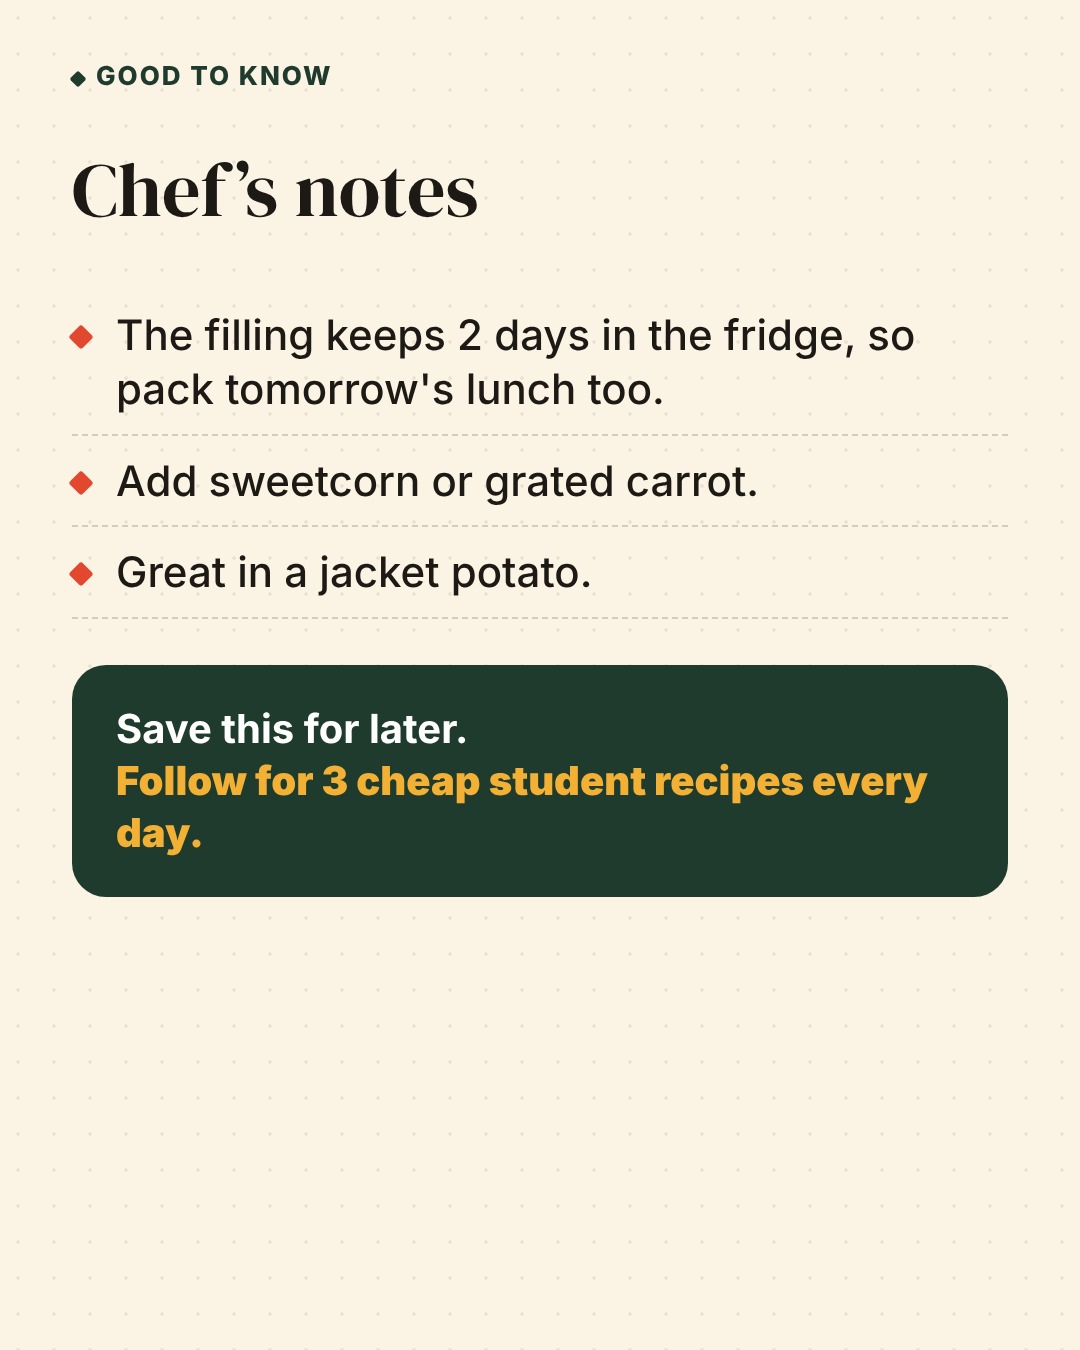 GOOD TO KNOW
Chef’s notes
The filling keeps 2 days in the fridge, so
pack tomorrow's lunch too.
Add sweetcorn or grated carrot.
Great in a jacket potato.
Save this for later.
Follow for 3 cheap student recipes every
day.